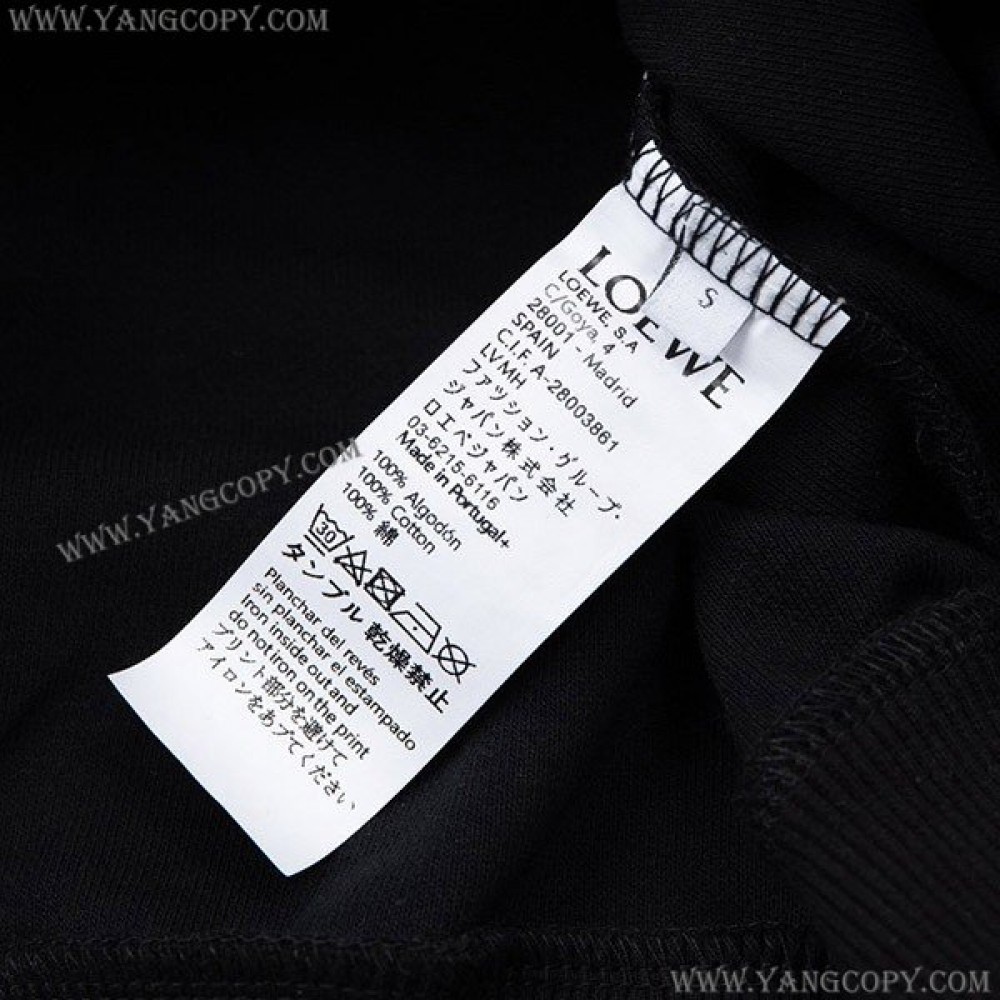 WWW.YANGCOPY.COM
S
LOEWE
LOEWE, S.A
C/Goya, 4
28001 - Madrid
SPAIN
C.I.F. A-28003861
LVMH
ファッション・グループ.
ジャパン株式会社
ロエベジャパン
03-6215-6116
Made in Portugal+
100% Algodón
100% Cotton
100% 綿
30
タンブル乾燥禁止
Planchar del revés
sin planchar el estampado
Iron inside out and
do not iron on the print
プリント部分を避けて
アイロンをあブてください
WWW.YANGCOPY.COM
WWW.YANGCOPY.COM